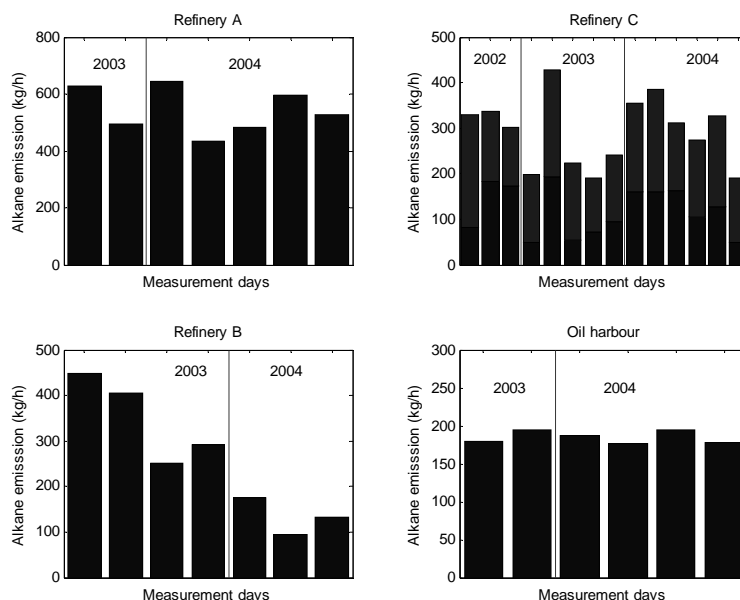 Refinery A
800
600
400
200
0
Alkane emisssion (kg/h)
2003
2004
Measurement days
Refinery C
500
400
300
200
100
0
Alkane emisssion (kg/h)
2002
2003
2004
Measurement days
Refinery B
500
400
300
200
100
0
Alkane emisssion (kg/h)
2003
2004
Measurement days
Oil harbour
300
250
200
150
100
50
0
Alkane emisssion (kg/h)
2003
2004
Measurement days